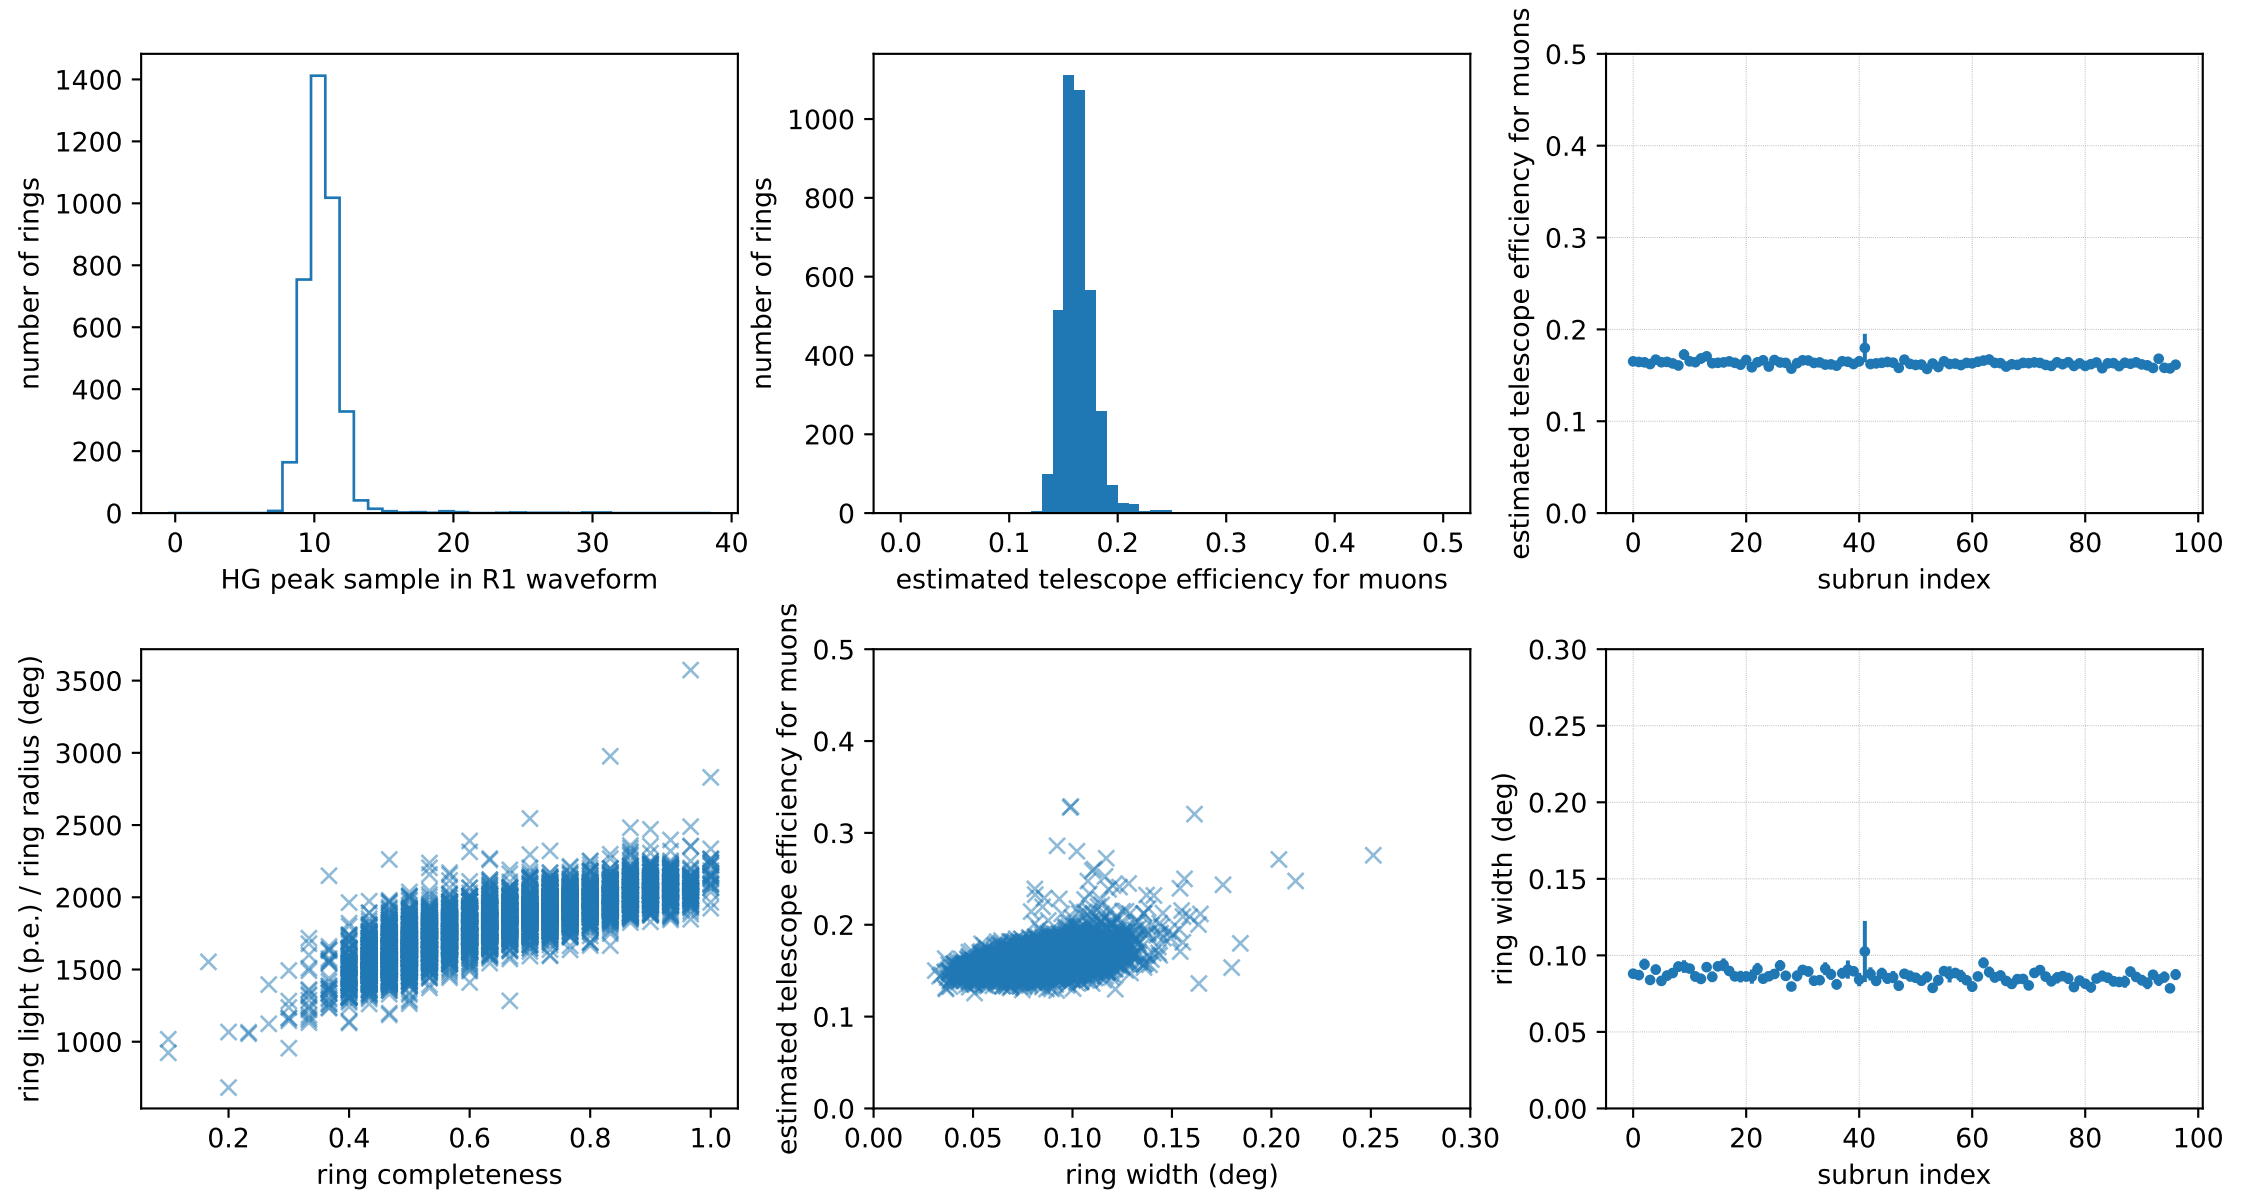 number of rings
1400
1200
1000
800
600
400
200
0
0 10 20 30 40
HG peak sample in R1 waveform
number of rings
1000
800
600
400
200
0
0.0 0.1 0.2 0.3 0.4 0.5
estimated telescope efficiency for muons
estimated telescope efficiency for muons
0.5
0.4
0.3
0.2
0.1
0.0
0 20 40 60 80 100
subrun index
ring light (p.e.) / ring radius (deg)
3500
3000
2500
2000
1500
1000
0.2 0.4 0.6 0.8 1.0
ring completeness
estimated telescope efficiency for muons
0.5
0.4
0.3
0.2
0.1
0.0
0.00 0.05 0.10 0.15 0.20 0.25 0.30
ring width (deg)
ring width (deg)
0.30
0.25
0.20
0.15
0.10
0.05
0.00
0 20 40 60 80 100
subrun index